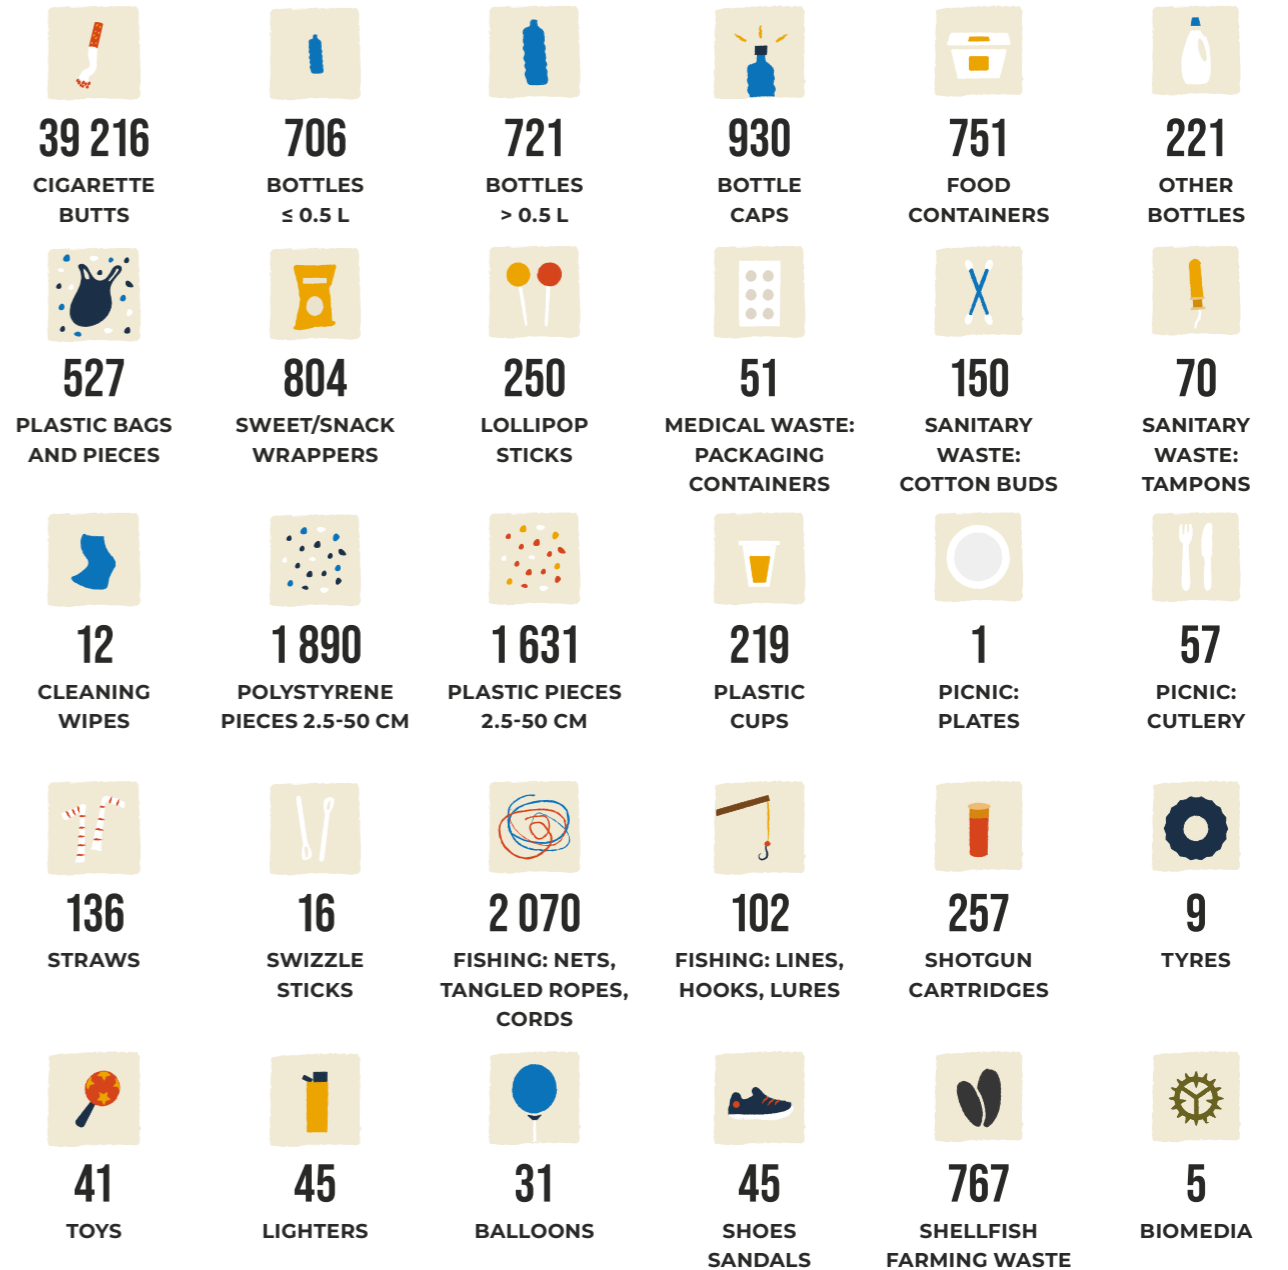 39 216
CIGARETTE
BUTTS
706
BOTTLES
≤ 0.5 L
721
BOTTLES
> 0.5 L
930
BOTTLE
CAPS
751
FOOD
CONTAINERS
221
OTHER
BOTTLES
527
PLASTIC BAGS
AND PIECES
804
SWEET/SNACK
WRAPPERS
250
LOLLIPOP
STICKS
51
MEDICAL WASTE:
PACKAGING
CONTAINERS
150
SANITARY
WASTE:
COTTON BUDS
70
SANITARY
WASTE:
TAMPONS
12
CLEANING
WIPES
1 890
POLYSTYRENE
PIECES 2.5-50 CM
1 631
PLASTIC PIECES
2.5-50 CM
219
PLASTIC
CUPS
1
PICNIC:
PLATES
57
PICNIC:
CUTLERY
136
STRAWS
16
SWIZZLE
STICKS
2 070
FISHING: NETS,
TANGLED ROPES,
CORDS
102
FISHING: LINES,
HOOKS, LURES
257
SHOTGUN
CARTRIDGES
9
TYRES
41
TOYS
45
LIGHTERS
31
BALLOONS
45
SHOES
SANDALS
767
SHELLFISH
FARMING WASTE
5
BIOMEDIA